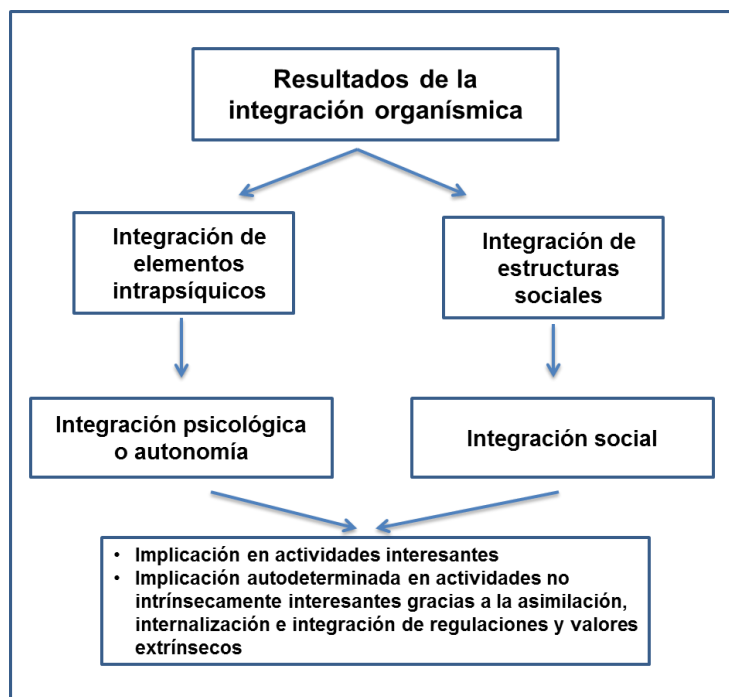 Resultados de la
integración organísmica
Integración de
elementos
intrapsíquicos
Integración de
estructuras
sociales
Integración psicológica
o autonomía
Integración social
• Implicación en actividades interesantes
• Implicación autodeterminada en actividades no
intrínsecamente interesantes gracias a la asimilación,
internalización e integración de regulaciones y valores
extrínsecos